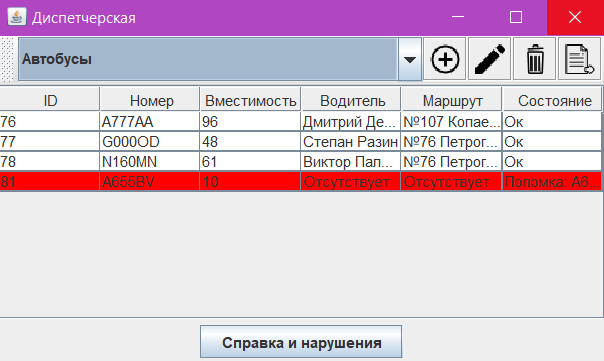 Диспетчерская
Автобусы
ID Номер Вместимость Водитель Маршрут Состояние
76 A777AA 96 Дмитрий Де... №107 Копае... Ок
77 G000OD 48 Степан Разин №76 Петрог... Ок
78 N160MN 61 Виктор Пал... №76 Петрог... Ок
81 A655BV 10 Отсутствует Отсутствует Поломка: A6...
Справка и нарушения